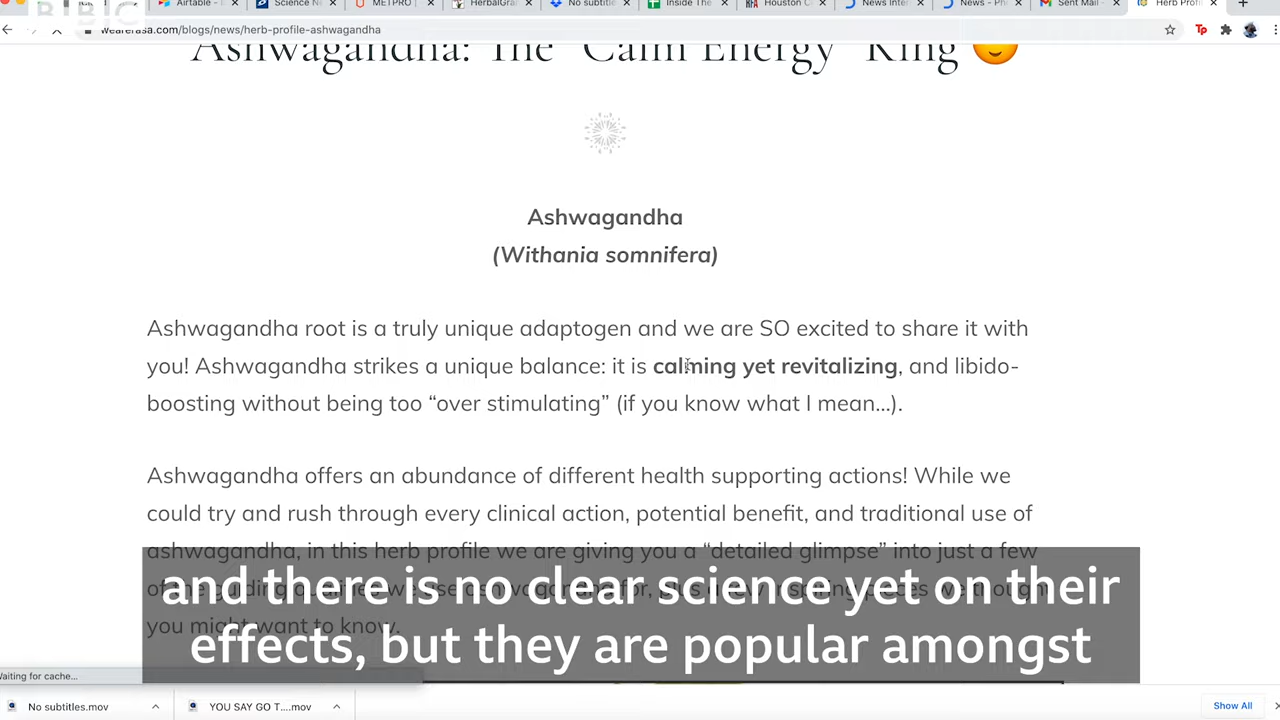 BBC
Airtable -
Science Ne
METPRO
HerbalGra
No subtitle
Inside The
Houston C
News Inter
News - Ph
Sent Mail -
Herb Profi
wearerasa.com/blogs/news/herb-profile-ashwagandha
Ashwagandha: The "Calm Energy" King
Ashwagandha
(Withania somnifera)
Ashwagandha root is a truly unique adaptogen and we are SO excited to share it with
you! Ashwagandha strikes a unique balance: it is calming yet revitalizing, and libido-
boosting without being too “over stimulating” (if you know what I mean...).
Ashwagandha offers an abundance of different health supporting actions! While we
could try and rush through every clinical action, potential benefit, and traditional use of
ashwagandha, in this herb profile we are giving you a “detailed glimpse” into just a few
you might want to know.
and there is no clear science yet on their
effects, but they are popular amongst
Waiting for cache...
No subtitles.mov
YOU SAY GO T....mov
Show All